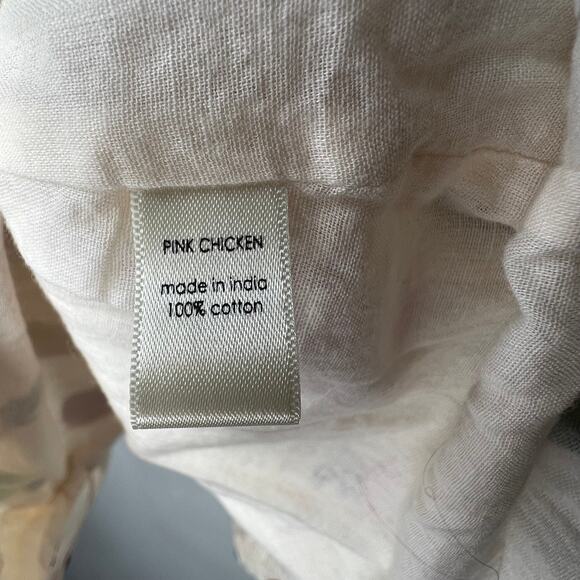 PINK CHICKEN
made in india
100% cotton